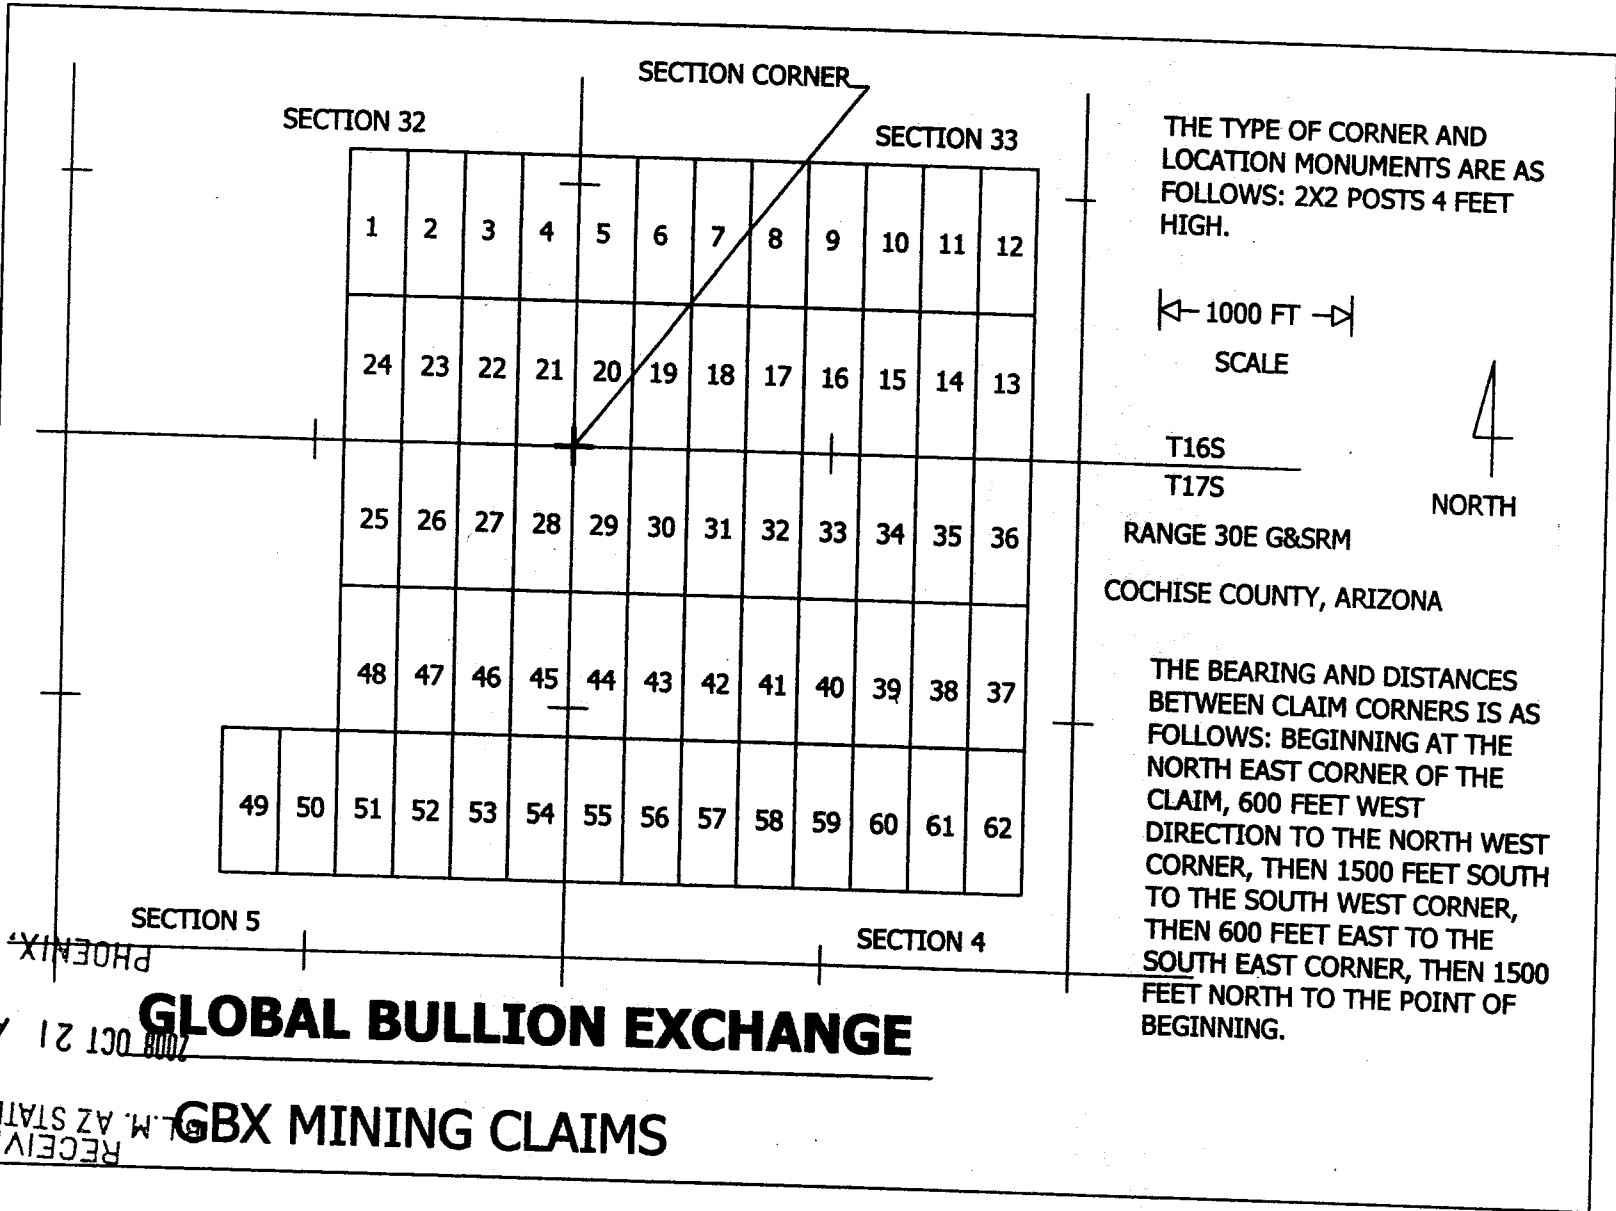 SECTION CORNER
SECTION 32
SECTION 33
1 2 3 4 5 6 7 8 9 10 11 12
24 23 22 21 20 19 18 17 16 15 14 13
25 26 27 28 29 30 31 32 33 34 35 36
48 47 46 45 44 43 42 41 40 39 38 37
49 50 51 52 53 54 55 56 57 58 59 60 61 62
SECTION 5
SECTION 4
THE TYPE OF CORNER AND
LOCATION MONUMENTS ARE AS
FOLLOWS: 2X2 POSTS 4 FEET
HIGH.
1000 FT
SCALE
NORTH
T16S
T17S
RANGE 30E G&SRM
COCHISE COUNTY, ARIZONA
THE BEARING AND DISTANCES
BETWEEN CLAIM CORNERS IS AS
FOLLOWS: BEGINNING AT THE
NORTH EAST CORNER OF THE
CLAIM, 600 FEET WEST
DIRECTION TO THE NORTH WEST
CORNER, THEN 1500 FEET SOUTH
TO THE SOUTH WEST CORNER,
THEN 600 FEET EAST TO THE
SOUTH EAST CORNER, THEN 1500
FEET NORTH TO THE POINT OF
BEGINNING.
GLOBAL BULLION EXCHANGE
GBX MINING CLAIMS
RECEIV
L.M. AZ STAT
2008 OCT 21
PHOENIX,